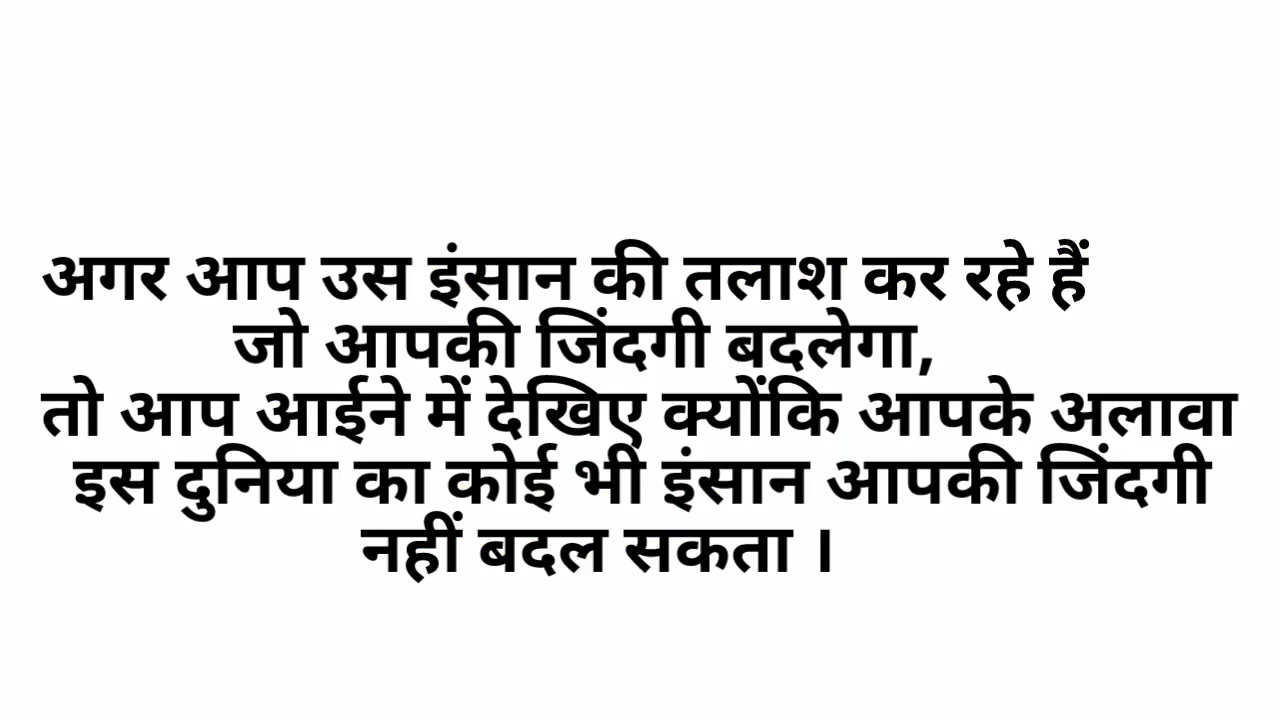 अगर आप उस इंसान की तलाश कर रहे हैं
जो आपकी जिंदगी बदलेगा,
तो आप आईने में देखिए क्योंकि आपके अलावा
इस दुनिया का कोई भी इंसान आपकी जिंदगी
नहीं बदल सकता ।